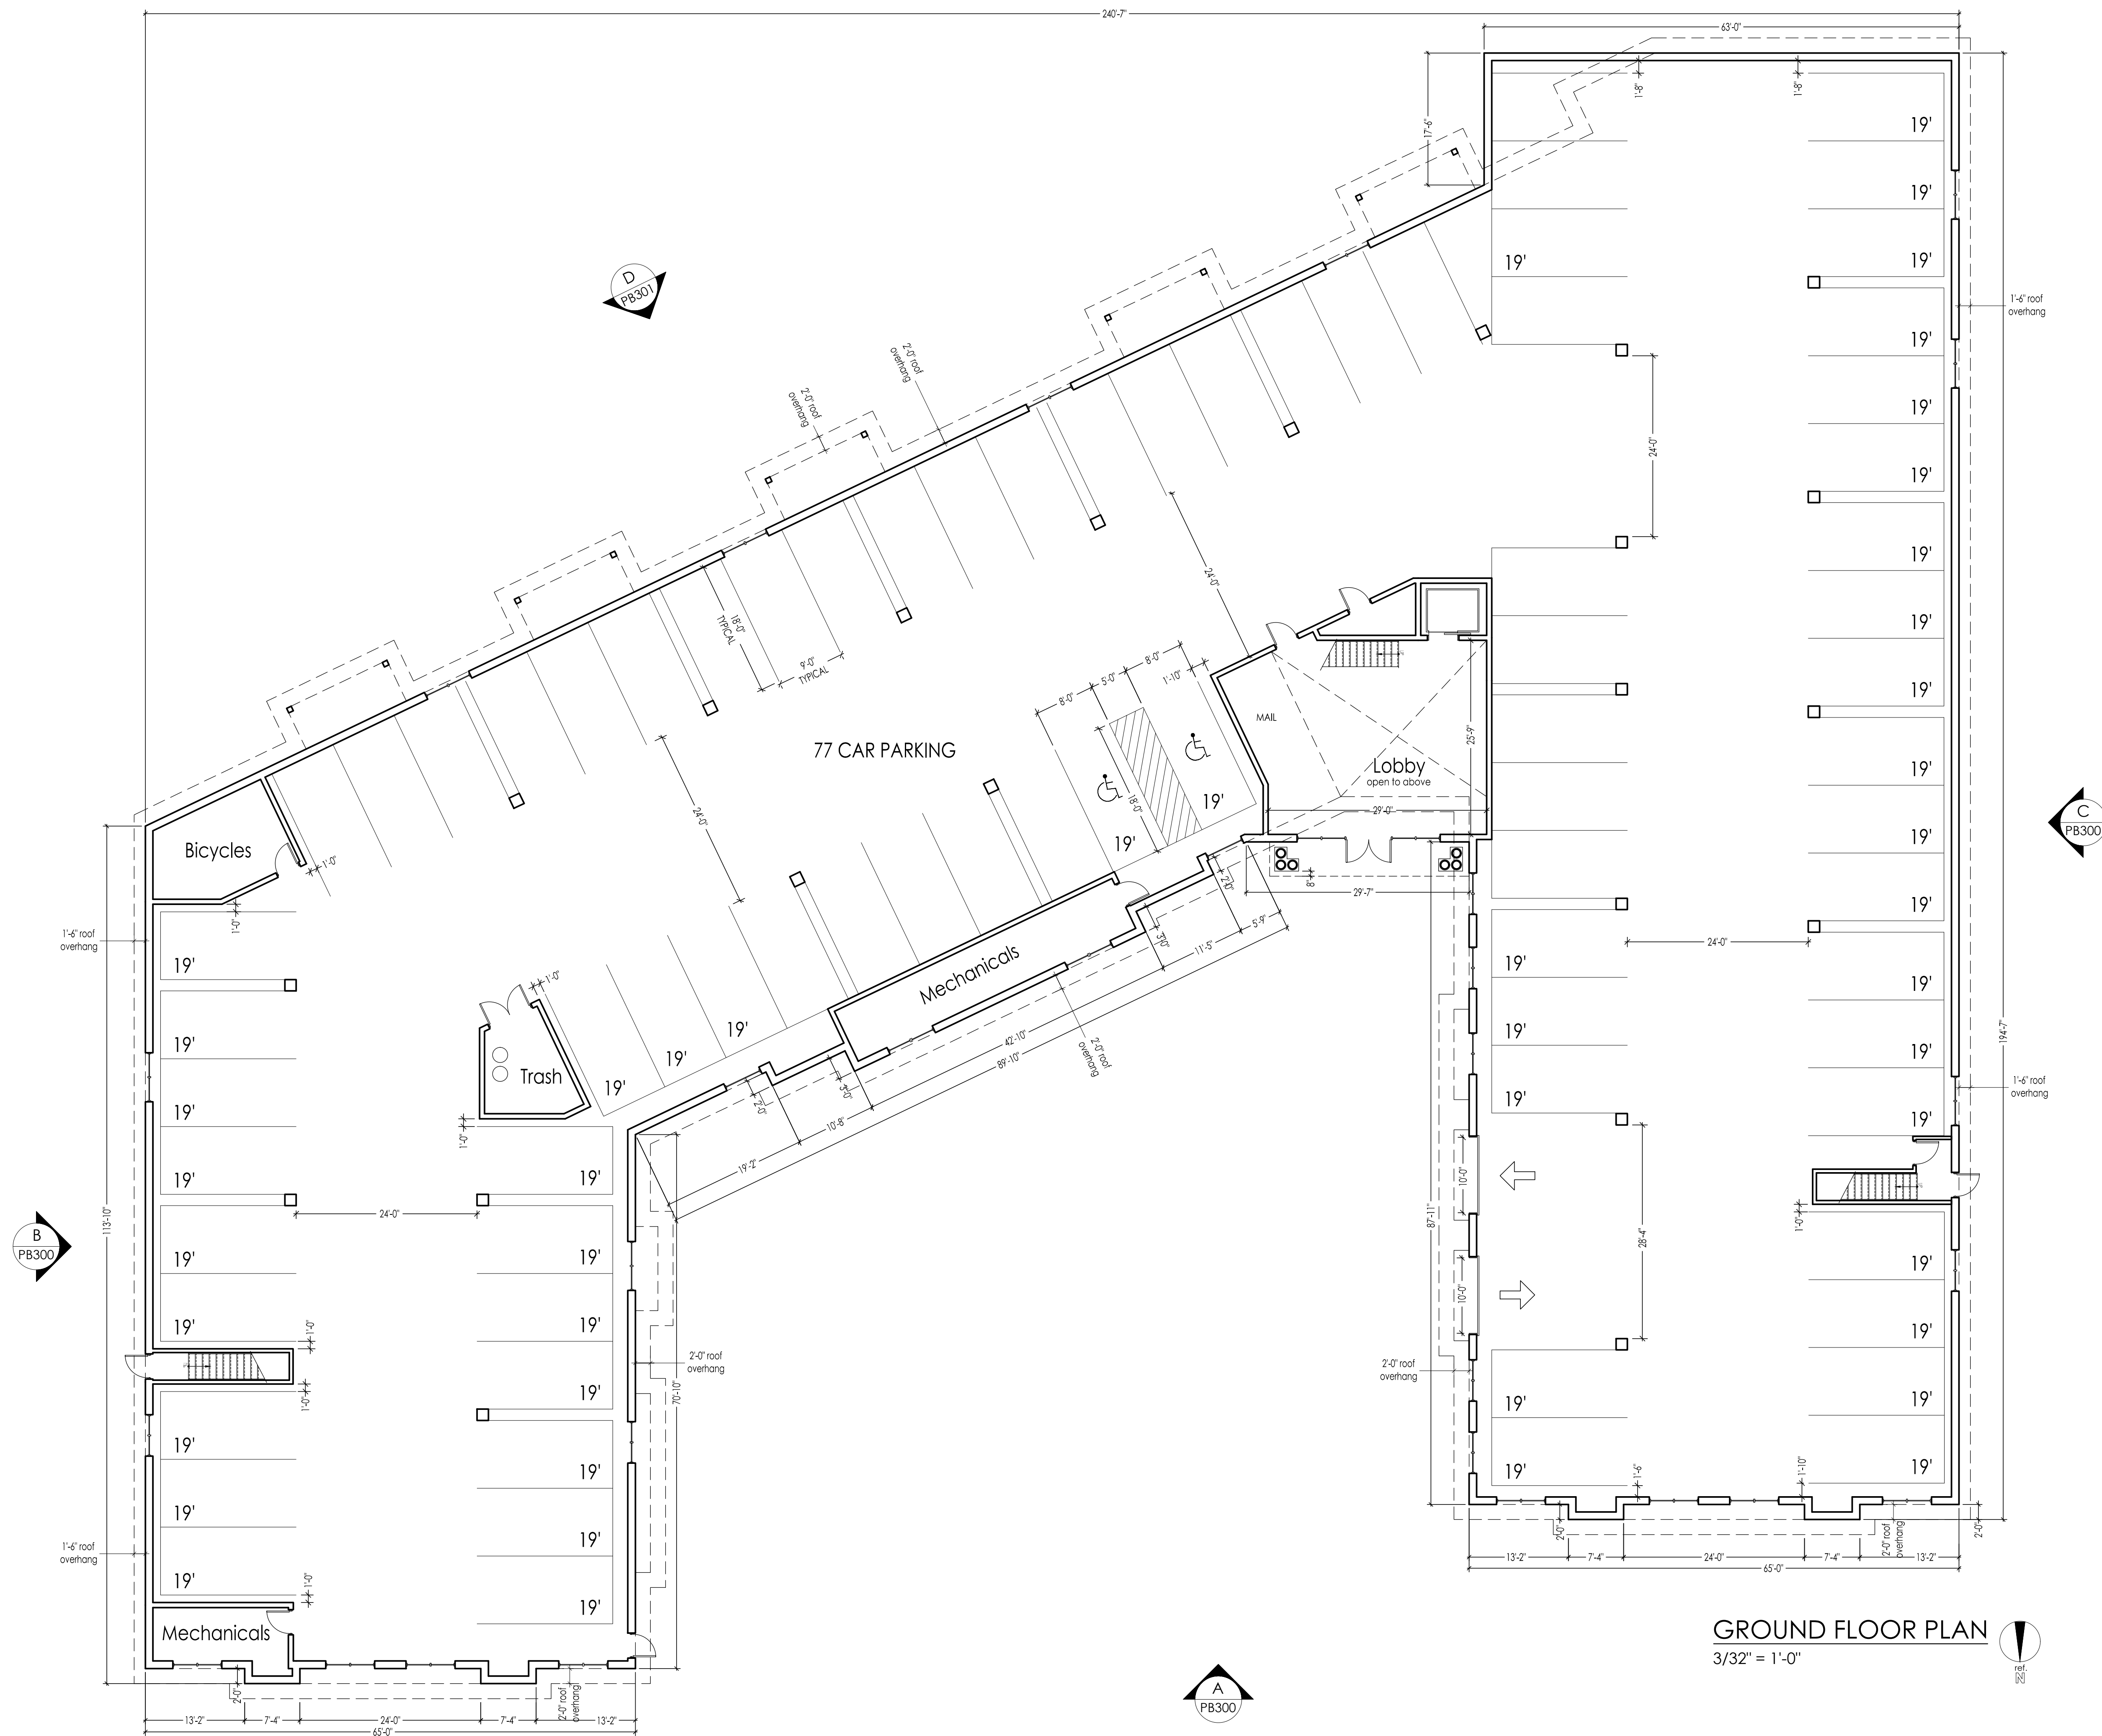 240'-7"
63'-0"
1'-8"
1'-8"
17'-6"
19'
19'
19'
19'
D
PB301
1'-6" roof
overhang
2'-0" roof
overhang
2'-0" roof
overhang
19'
19'
19'
24'-0"
19'
19'
19'
24'-0"
18'-0"
TYPICAL
9'-0"
TYPICAL
8'-0"
5'-0"
8'-0"
1'-10"
18'-0"
19'
19'
77 CAR PARKING
24'-0"
MAIL
Lobby
open to above
25'-9"
29'-0"
8"
29'-7"
19'
19'
19'
C
PB300
Bicycles
1'-0"
1'-0"
1'-6" roof
overhang
19'
19'
19'
19'
Trash
1'-0"
1'-0"
19'
19'
19'
Mechanicals
2'-0"
3'-0"
5'-9"
11'-5"
42'-10"
89'-10"
2'-0" roof
overhang
3'-0"
2'-0"
10'-8"
19'-2"
24'-0"
19'
19'
19'
19'
19'
19'
194'-7"
1'-6" roof
overhang
113'-10"
B
PB300
24'-0"
19'
19'
19'
19'
19'
19'
19'
19'
1'-0"
1'-0"
19'
19'
19'
1'-0"
70'-10"
2'-0" roof
overhang
87'-11"
10'-0"
10'-0"
28'-4"
1'-0"
19'
19'
19'
19'
2'-0" roof
overhang
19'
19'
1'-6"
1'-10"
1'-6" roof
overhang
Mechanicals
2'-0"
2'-0" roof
overhang
13'-2"
7'-4"
24'-0"
7'-4"
13'-2"
65'-0"
2'-0"
2'-0" roof
overhang
2'-0"
13'-2"
7'-4"
24'-0"
7'-4"
13'-2"
65'-0"
A
PB300
GROUND FLOOR PLAN
3/32" = 1'-0"
ref.
N